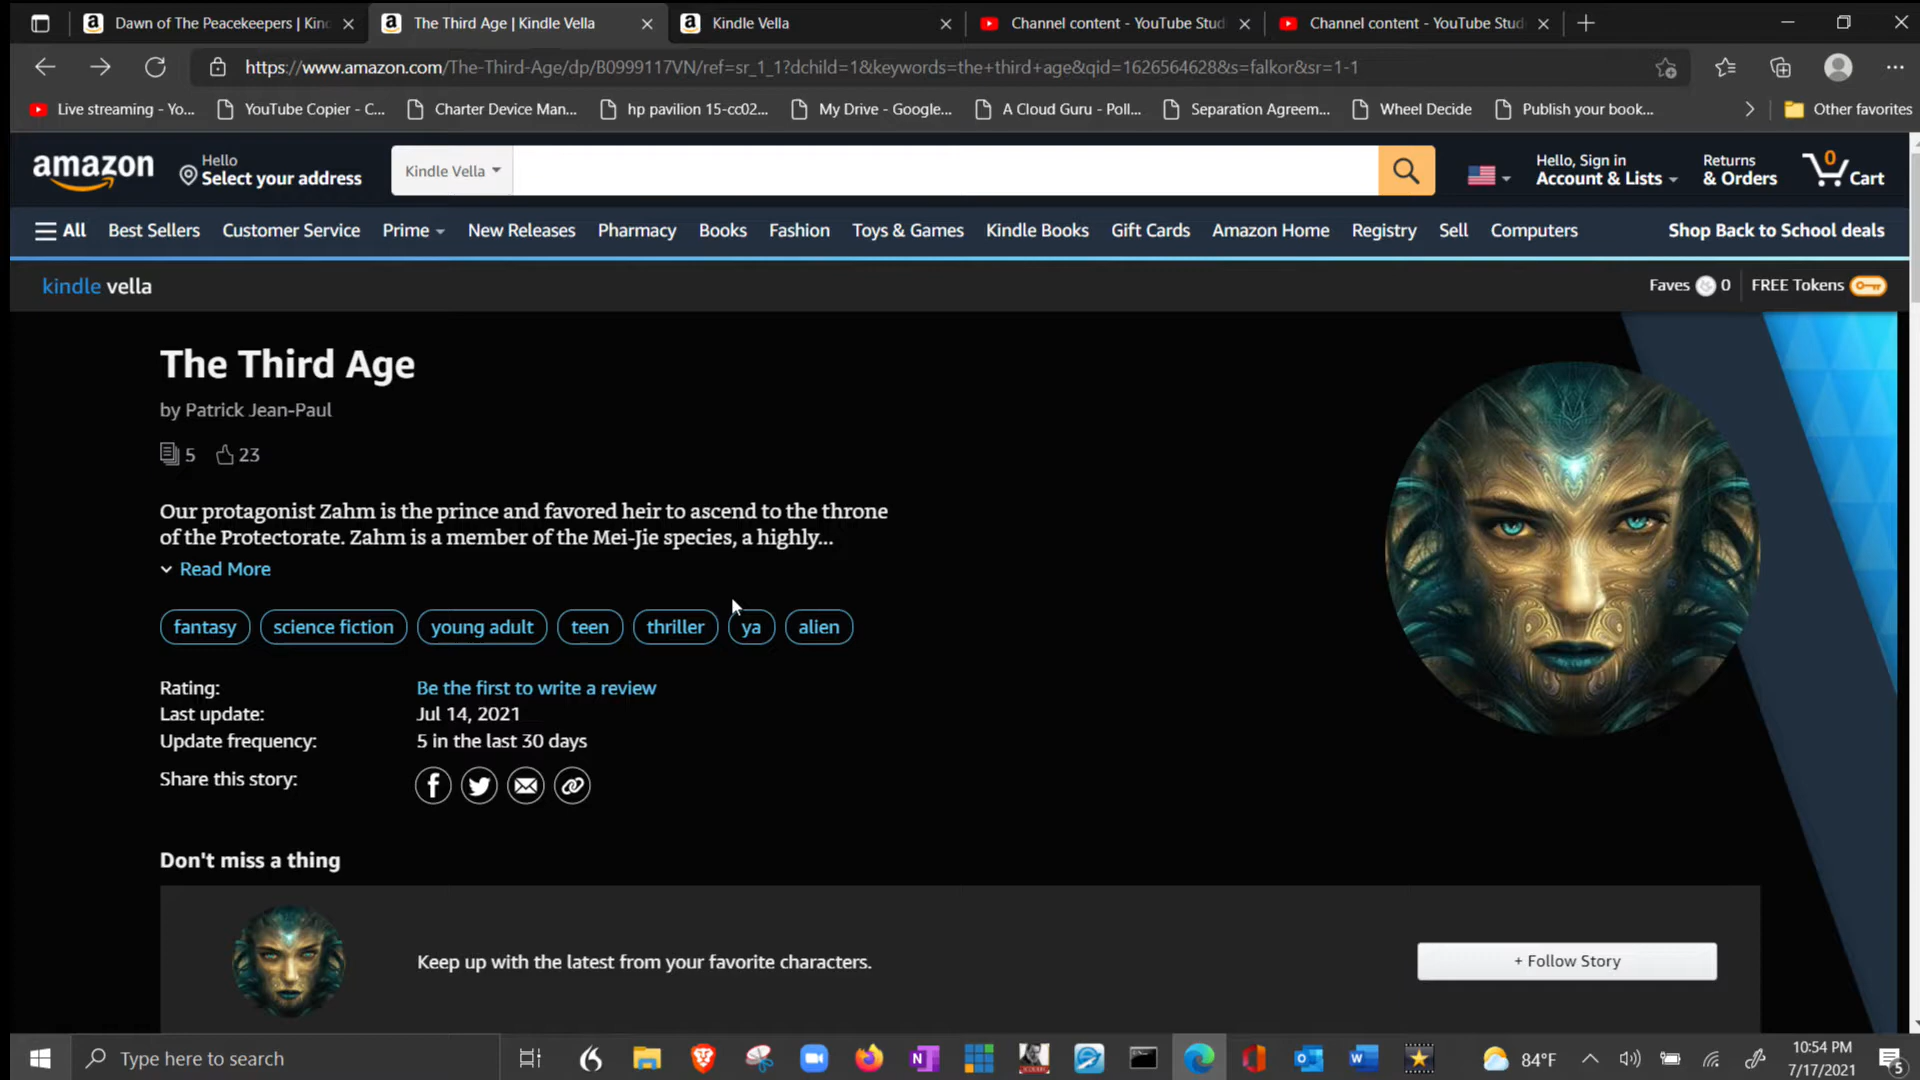 Dawn of The Peacekeepers | Kin
The Third Age | Kindle Vella
Kindle Vella
Channel content - YouTube Stud
Channel content - YouTube Stud
https://www.amazon.com/The-Third-Age/dp/B0999117VN/ref=sr_1_1?dchild=1&keywords=the+third+age&qid=1626564628&s=falkor&sr=1-1
Live streaming - Yo...
YouTube Copier - C...
Charter Device Man...
hp pavilion 15-cc02...
My Drive - Google...
A Cloud Guru - Poll...
Separation Agreem...
Wheel Decide
Publish your book...
Other favorites
amazon
Hello
Select your address
Kindle Vella
Hello, Sign in
Account & Lists
Returns
& Orders
0
Cart
All
Best Sellers
Customer Service
Prime
New Releases
Pharmacy
Books
Fashion
Toys & Games
Kindle Books
Gift Cards
Amazon Home
Registry
Sell
Computers
Shop Back to School deals
kindle vella
Faves 0
FREE Tokens
The Third Age
by Patrick Jean-Paul
5 23
Our protagonist Zahm is the prince and favored heir to ascend to the throne
of the Protectorate. Zahm is a member of the Mei-Jie species, a highly...
Read More
fantasy
science fiction
young adult
teen
thriller
ya
alien
Rating: Be the first to write a review
Last update: Jul 14, 2021
Update frequency: 5 in the last 30 days
Share this story:
Don't miss a thing
Keep up with the latest from your favorite characters.
+ Follow Story
Type here to search
84°F
10:54 PM
7/17/2021
5